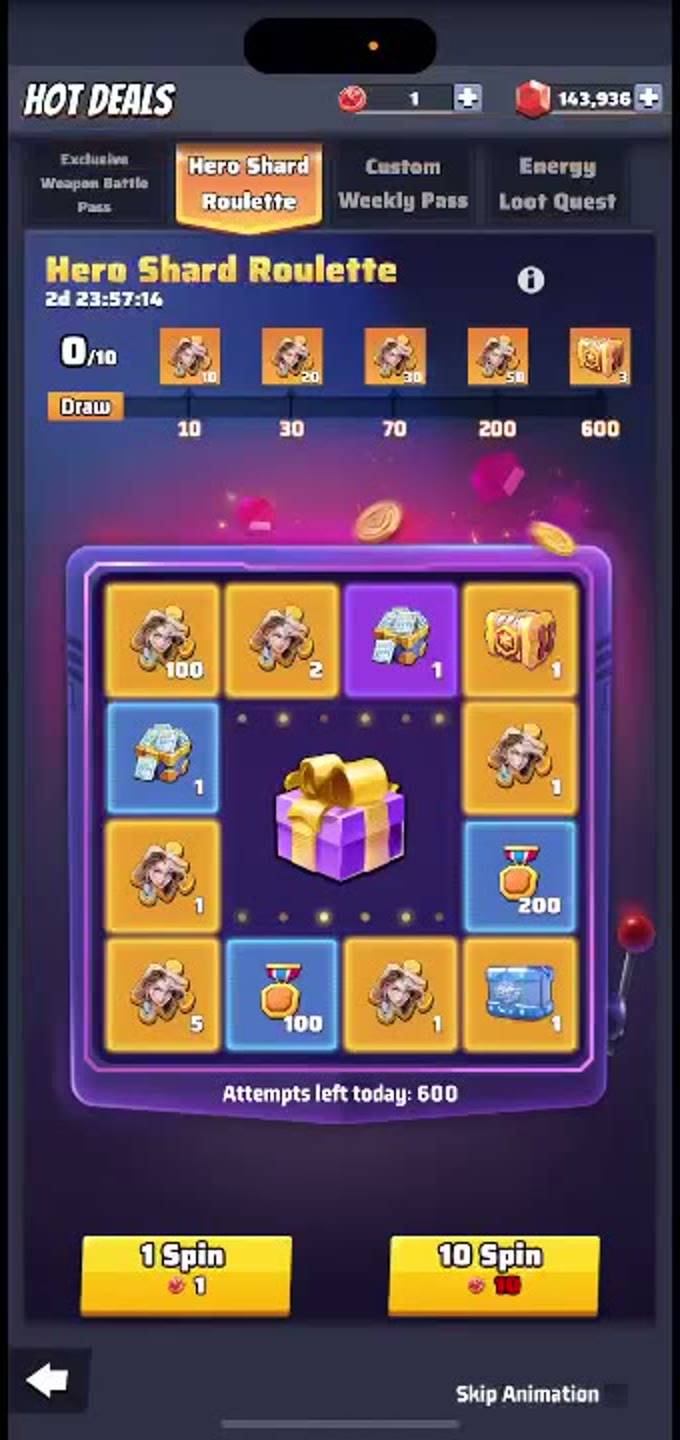 HOT DEALS
1
143,936
Exclusive
Weapon Battle
Pass
Hero Shard
Roulette
Custom
Weekly Pass
Energy
Loot Quest
Hero Shard Roulette
2d 23:57:14
0/10
10
20
30
50
3
Draw
10
30
70
200
600
100
2
1
1
1
1
1
200
5
100
1
1
Attempts left today: 600
1 Spin
1
10 Spin
10
Skip Animation